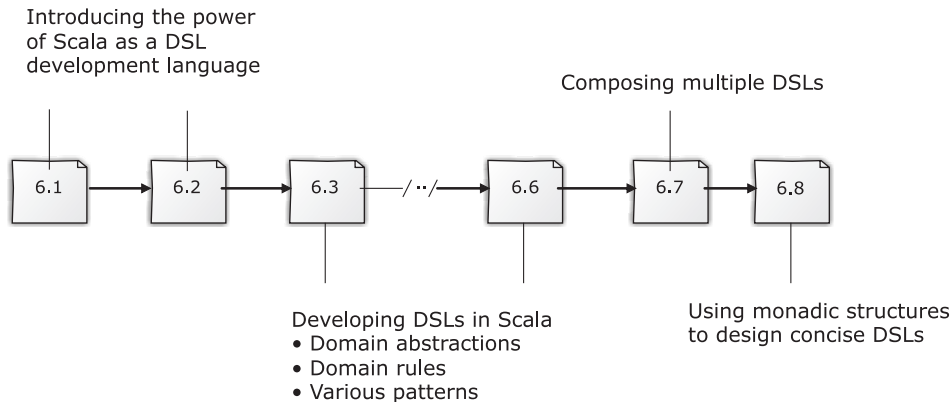 Introducing the power
of Scala as a DSL
development language
Composing multiple DSLs
6.1
6.2
6.3
/ ·· /
6.6
6.7
6.8
Developing DSLs in Scala
• Domain abstractions
• Domain rules
• Various patterns
Using monadic structures
to design concise DSLs